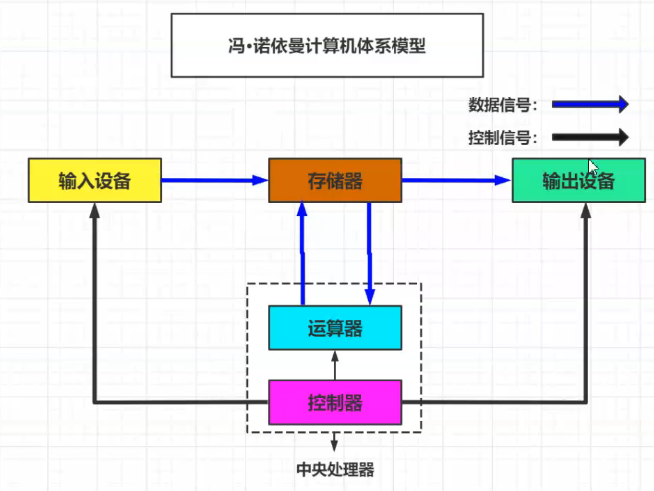 冯•诺依曼计算机体系模型
数据信号：
控制信号：
输入设备
存储器
输出设备
运算器
控制器
中央处理器